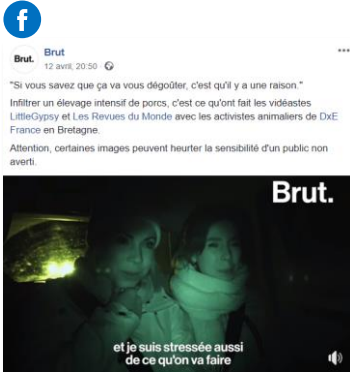 f
Brut.
Brut
12 avril, 20:50 ·
"Si vous savez que ça va vous dégoûter, c'est qu'il y a une raison."
Infiltrer un élevage intensif de porcs, c'est ce qu'ont fait les vidéastes
LittleGypsy et Les Revues du Monde avec les activistes animaliers de DxE
France en Bretagne.
Attention, certaines images peuvent heurter la sensibilité d'un public non
averti.
Brut.
et je suis stressée aussi
de ce qu'on va faire